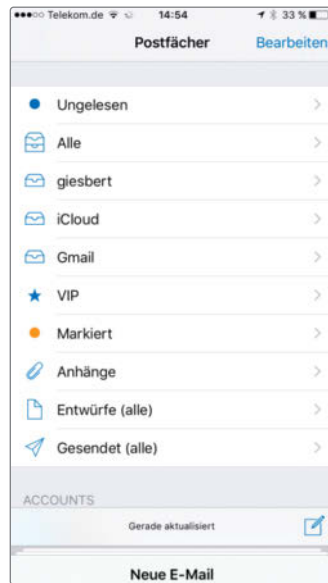 Telekom.de 14:54 33 %
Postfächer Bearbeiten
Ungelesen
Alle
giesbert
iCloud
Gmail
VIP
Markiert
Anhänge
Entwürfe (alle)
Gesendet (alle)
ACCOUNTS
Gerade aktualisiert
Neue E-Mail